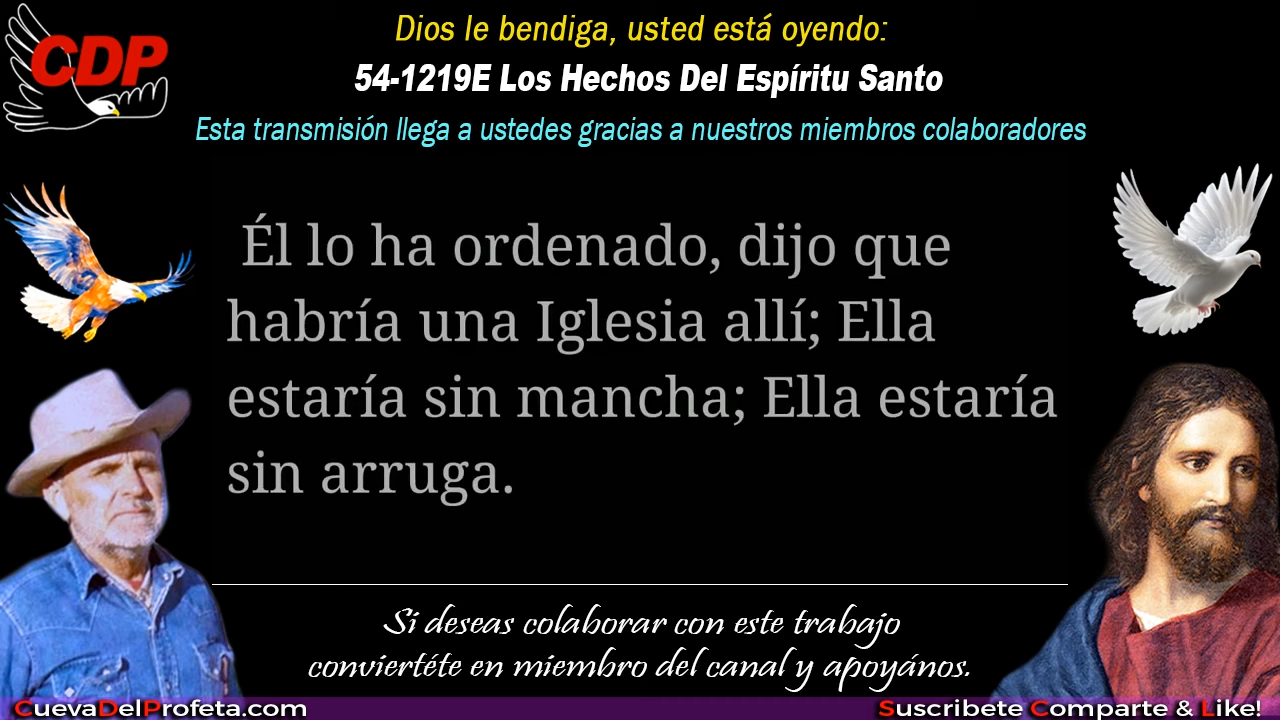 CDP
Dios le bendiga, usted está oyendo:
54-1219E Los Hechos Del Espíritu Santo
Esta transmisión llega a ustedes gracias a nuestros miembros colaboradores
Él lo ha ordenado, dijo que
habría una Iglesia allí; Ella
estaría sin mancha; Ella estaría
sin arruga.
Si deseas colaborar con este trabajo
conviertéte en miembro del canal y apoyános.
CuevaDelProfeta.com
Suscribete Comparte & Like!